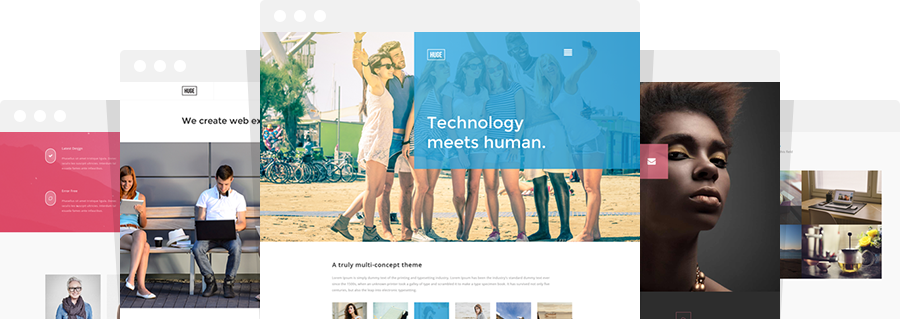 HUGE
Technology
meets human.
A truly multi-concept theme
Lorem Ipsum is simply dummy text of the printing and typesetting industry. Lorem Ipsum has been the industry's standard dummy text ever
since the 1500s, when an unknown printer took a galley of type and scrambled it to make a type specimen book. It has survived not only five
centuries, but also the leap into electronic typesetting.
HUGE
We create web ex
Latest Design
Error Free